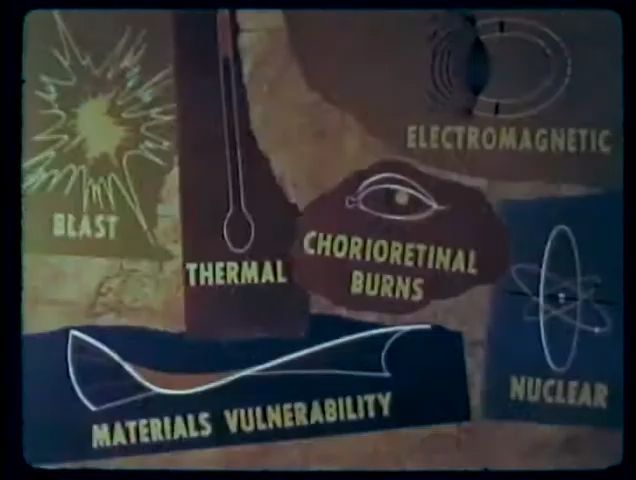 BLAST
THERMAL
CHORIORETINAL
BURNS
ELECTROMAGNETIC
NUCLEAR
MATERIALS VULNERABILITY